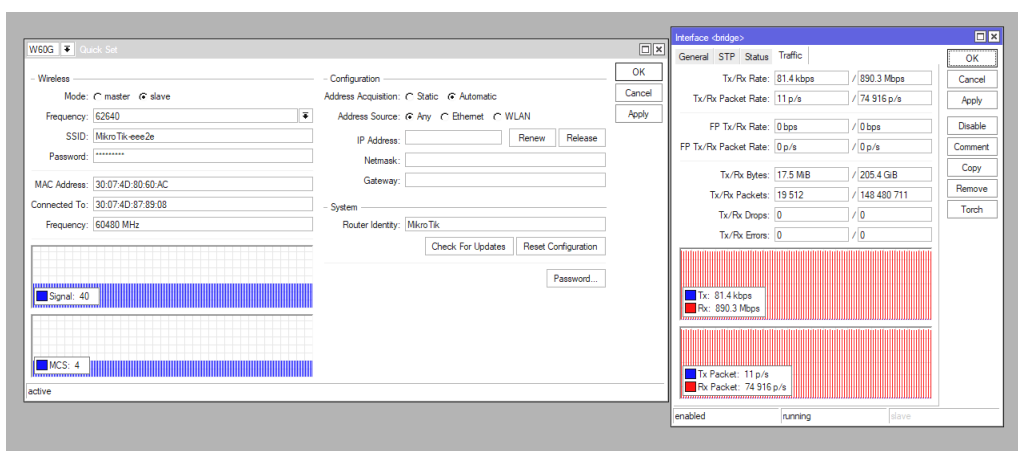 W60G Quick Set
Wireless
Mode: master slave
Frequency: 62640
SSID: MikroTik-eee2e
Password: *********
MAC Address: 30:07:4D:80:60:AC
Connected To: 30:07:4D:87:89:08
Frequency: 60480 MHz
Signal: 40
MCS: 4
active
Configuration
Address Acquisition: Static Automatic
Address Source: Any Ethernet WLAN
IP Address: Renew Release
Netmask:
Gateway:
System
Router Identity: MikroTik
Check For Updates Reset Configuration
Password...
OK
Cancel
Apply
Interface <bridge>
General STP Status Traffic
Tx/Rx Rate: 81.4 kbps / 890.3 Mbps
Tx/Rx Packet Rate: 11 p/s / 74 916 p/s
FP Tx/Rx Rate: 0 bps / 0 bps
FP Tx/Rx Packet Rate: 0 p/s / 0 p/s
Tx/Rx Bytes: 17.5 MiB / 205.4 GiB
Tx/Rx Packets: 19 512 / 148 480 711
Tx/Rx Drops: 0 / 0
Tx/Rx Errors: 0 / 0
Tx: 81.4 kbps
Rx: 890.3 Mbps
Tx Packet: 11 p/s
Rx Packet: 74 916 p/s
OK
Cancel
Apply
Disable
Comment
Copy
Remove
Torch
enabled running slave